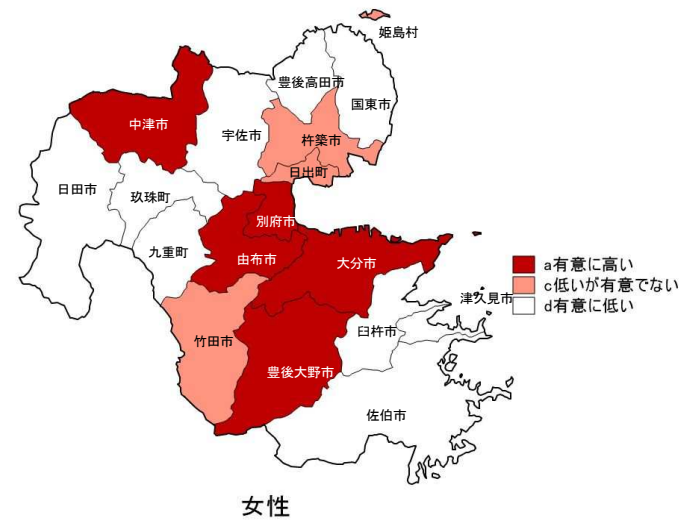 姫島村
豊後高田市
国東市
中津市
宇佐市
杵築市
日出町
日田市
玖珠町
別府市
九重町
由布市
大分市
a有意に高い
c低いが有意でない
d有意に低い
津久見市
臼杵市
竹田市
豊後大野市
佐伯市
女性